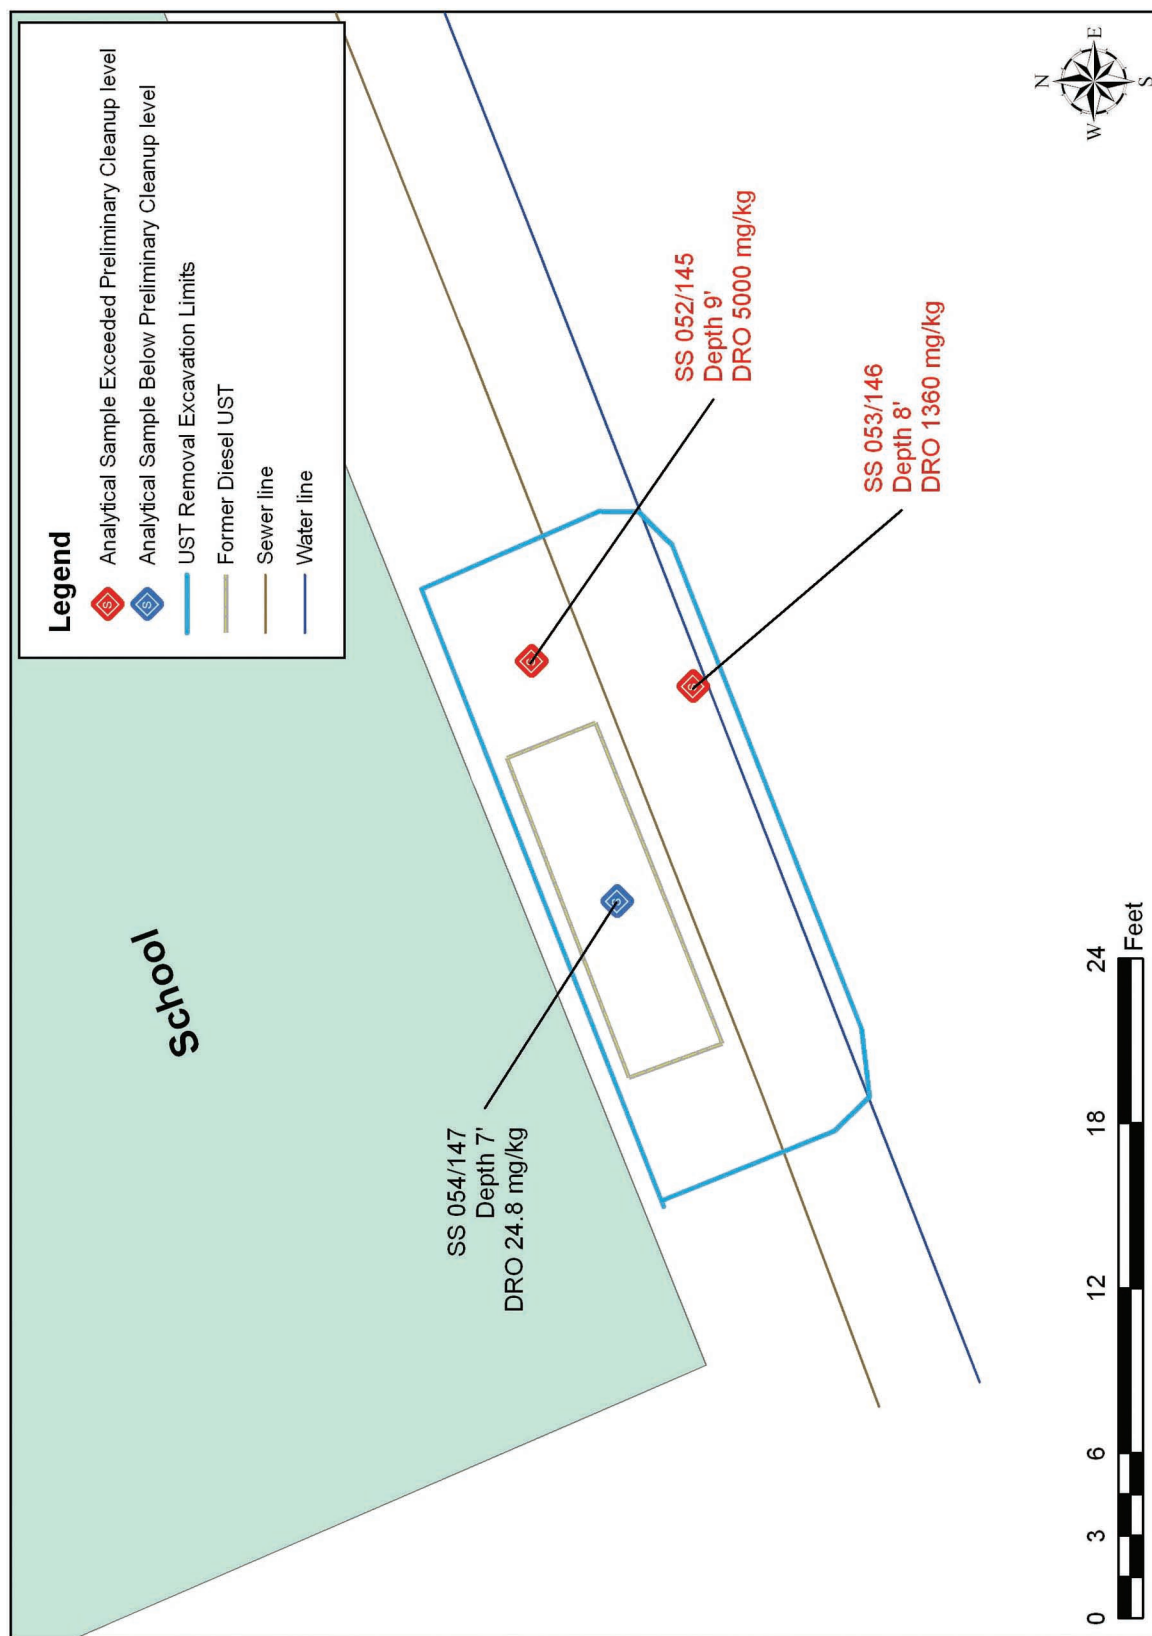 Legend
Analytical Sample Exceeded Preliminary Cleanup level
Analytical Sample Below Preliminary Cleanup level
UST Removal Excavation Limits
Former Diesel UST
Sewer line
Water line
School
SS 054/147
Depth 7'
DRO 24.8 mg/kg
SS 052/145
Depth 9'
DRO 5000 mg/kg
SS 053/146
Depth 8'
DRO 1360 mg/kg
N
W E
S
0 3 6 12 18 24
Feet
S
S